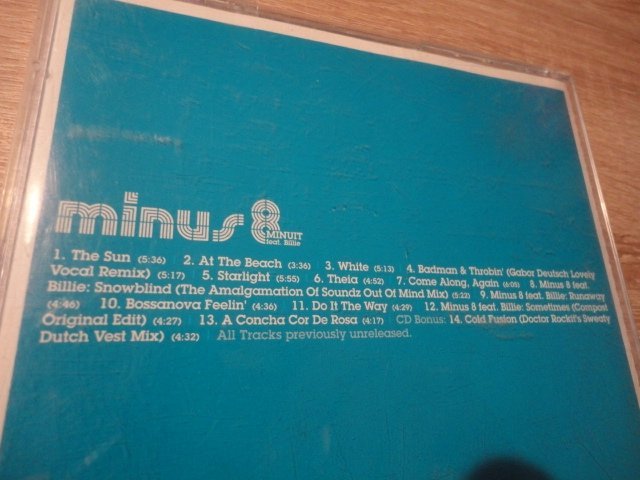 minus 8
LE
MINUIT
feat. Billie
1. The Sun (5:36) | 2. At The Beach (3:36) | 3. White (5:13) | 4. Badman & Throbin' (Gabor Deutsch Lovely
Vocal Remix) (5:17) | 5. Starlight (5:55) | 6. Theia (4:52) | 7. Come Along, Again (6:05) | 8. Minus 8 feat.
Billie: Snowblind (The Amalgamation Of Soundz Out Of Mind Mix) (5:22) | 9. Minus 8 feat. Billie: Runaway
(4:46) | 10. Bossanova Feelin' (4:36) | 11. Do It The Way (4:29) | 12. Minus 8 feat. Billie: Sometimes (Compost
Original Edit) (4:27) | 13. A Concha Cor De Rosa (4:17) | CD Bonus: 14. Cold Fusion (Doctor Rockit's Sweaty
Dutch Vest Mix) (4:32) | All Tracks previously unreleased.